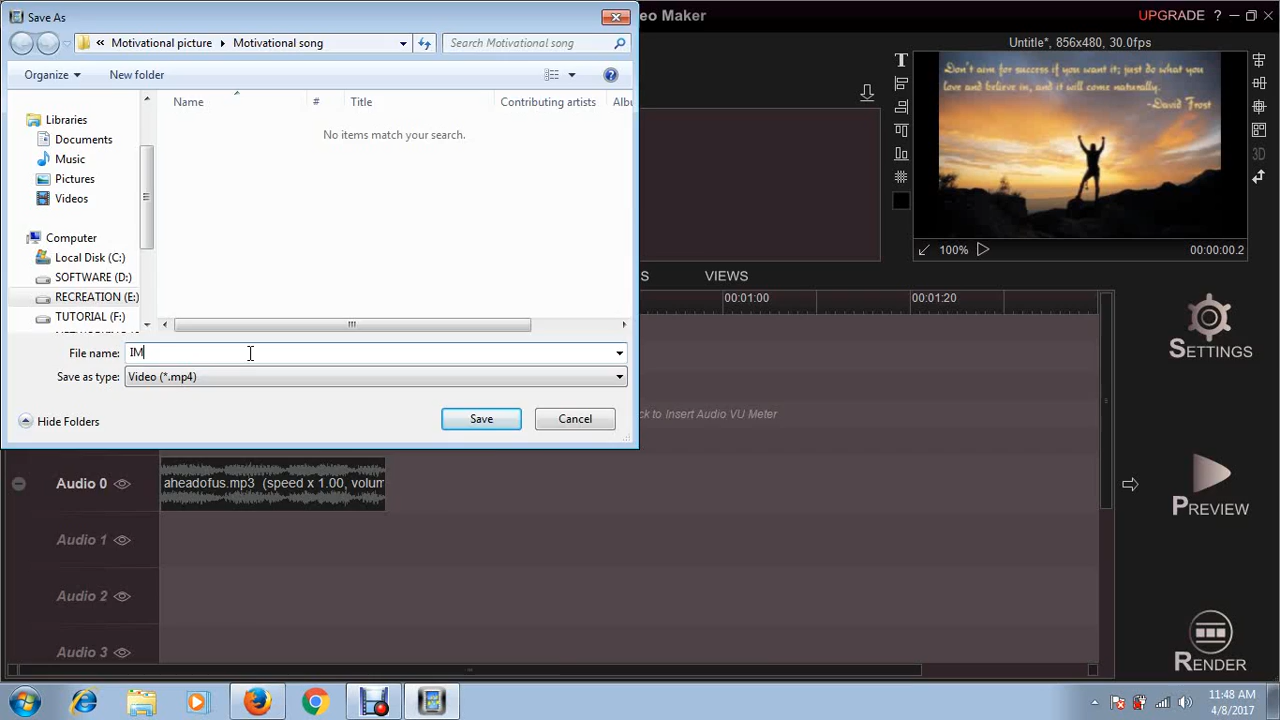 Save As
eo Maker
UPGRADE ?
« Motivational picture Motivational song
Search Motivational song
Untitle*, 856x480, 30.0fps
Organize
New folder
Name
#
Title
Contributing artists
Albu
No items match your search.
Libraries
Documents
Music
Pictures
Videos
Computer
Local Disk (C:)
SOFTWARE (D:)
RECREATION (E:)
TUTORIAL (F:)
File name: IM
Save as type: Video (*.mp4)
Hide Folders
Save
Cancel
T
3D
Don't aim for success if you want it; just do what you
love and believe in, and it will come naturally.
-David Frost
100%
00:00:00.2
S
VIEWS
00:01:00
00:01:20
SETTINGS
k to Insert Audio VU Meter
Audio 0
aheadofus.mp3 (speed x 1.00, volum
PREVIEW
Audio 1
Audio 2
Audio 3
RENDER
11:48 AM
4/8/2017